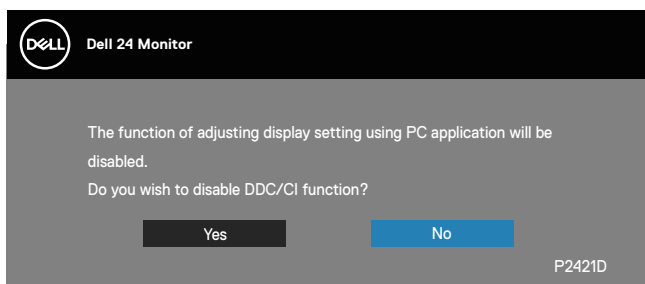 DELL
Dell 24 Monitor
The function of adjusting display setting using PC application will be
disabled.
Do you wish to disable DDC/CI function?
Yes
No
P2421D